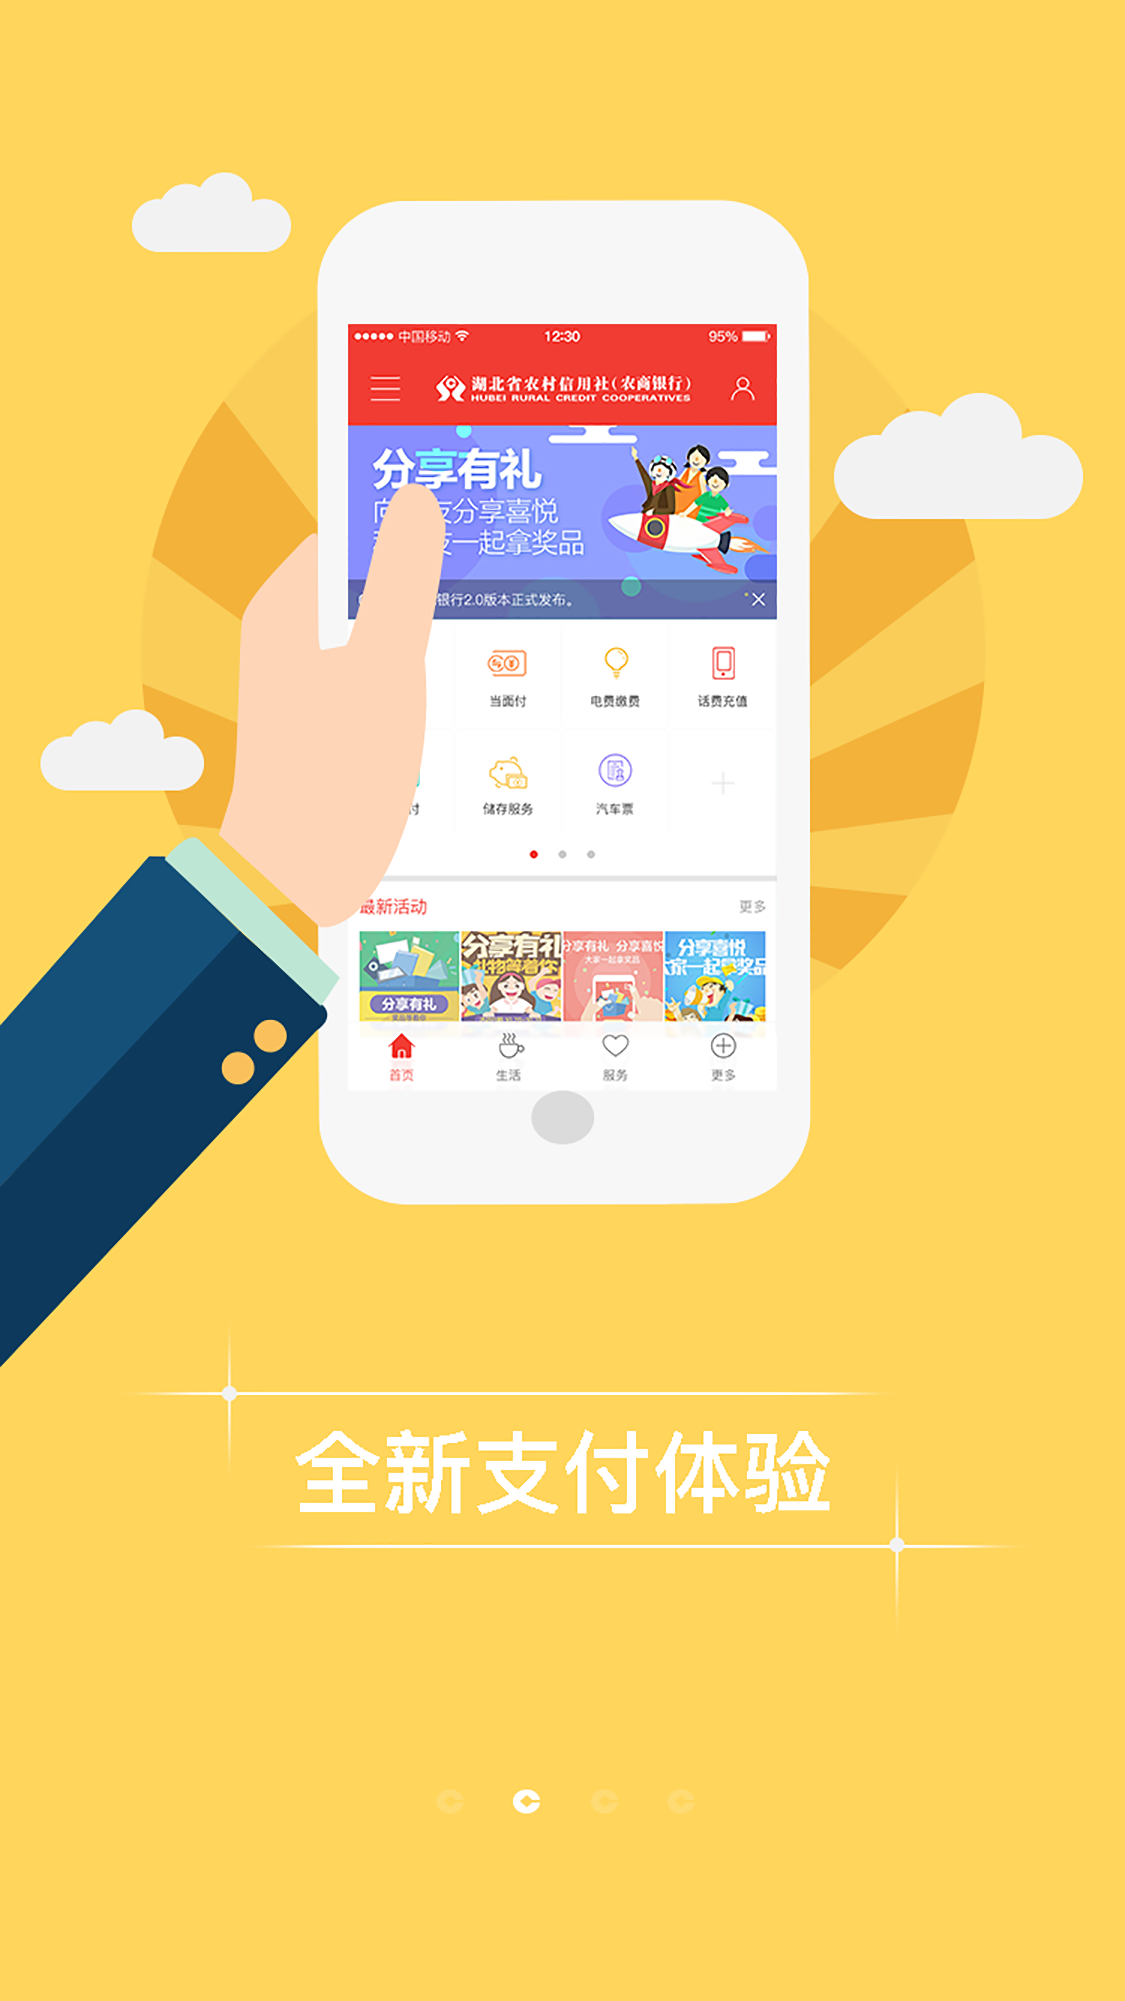 中国移动 12:30 95%
湖北省农村信用社(农商银行)
HUBEI RURAL CREDIT COOPERATIVES
分享有礼
向 友分享喜悦
友一起拿奖品
银行2.0版本正式发布。
当面付 电费缴费 话费充值
付 储存服务 汽车票
最新活动 更多
分享有礼 分享有礼 分享有礼 分享喜悦 分享喜悦
礼物等着你 大家一起拿奖品 大家一起拿奖品
首页 生活 服务 更多
全新支付体验